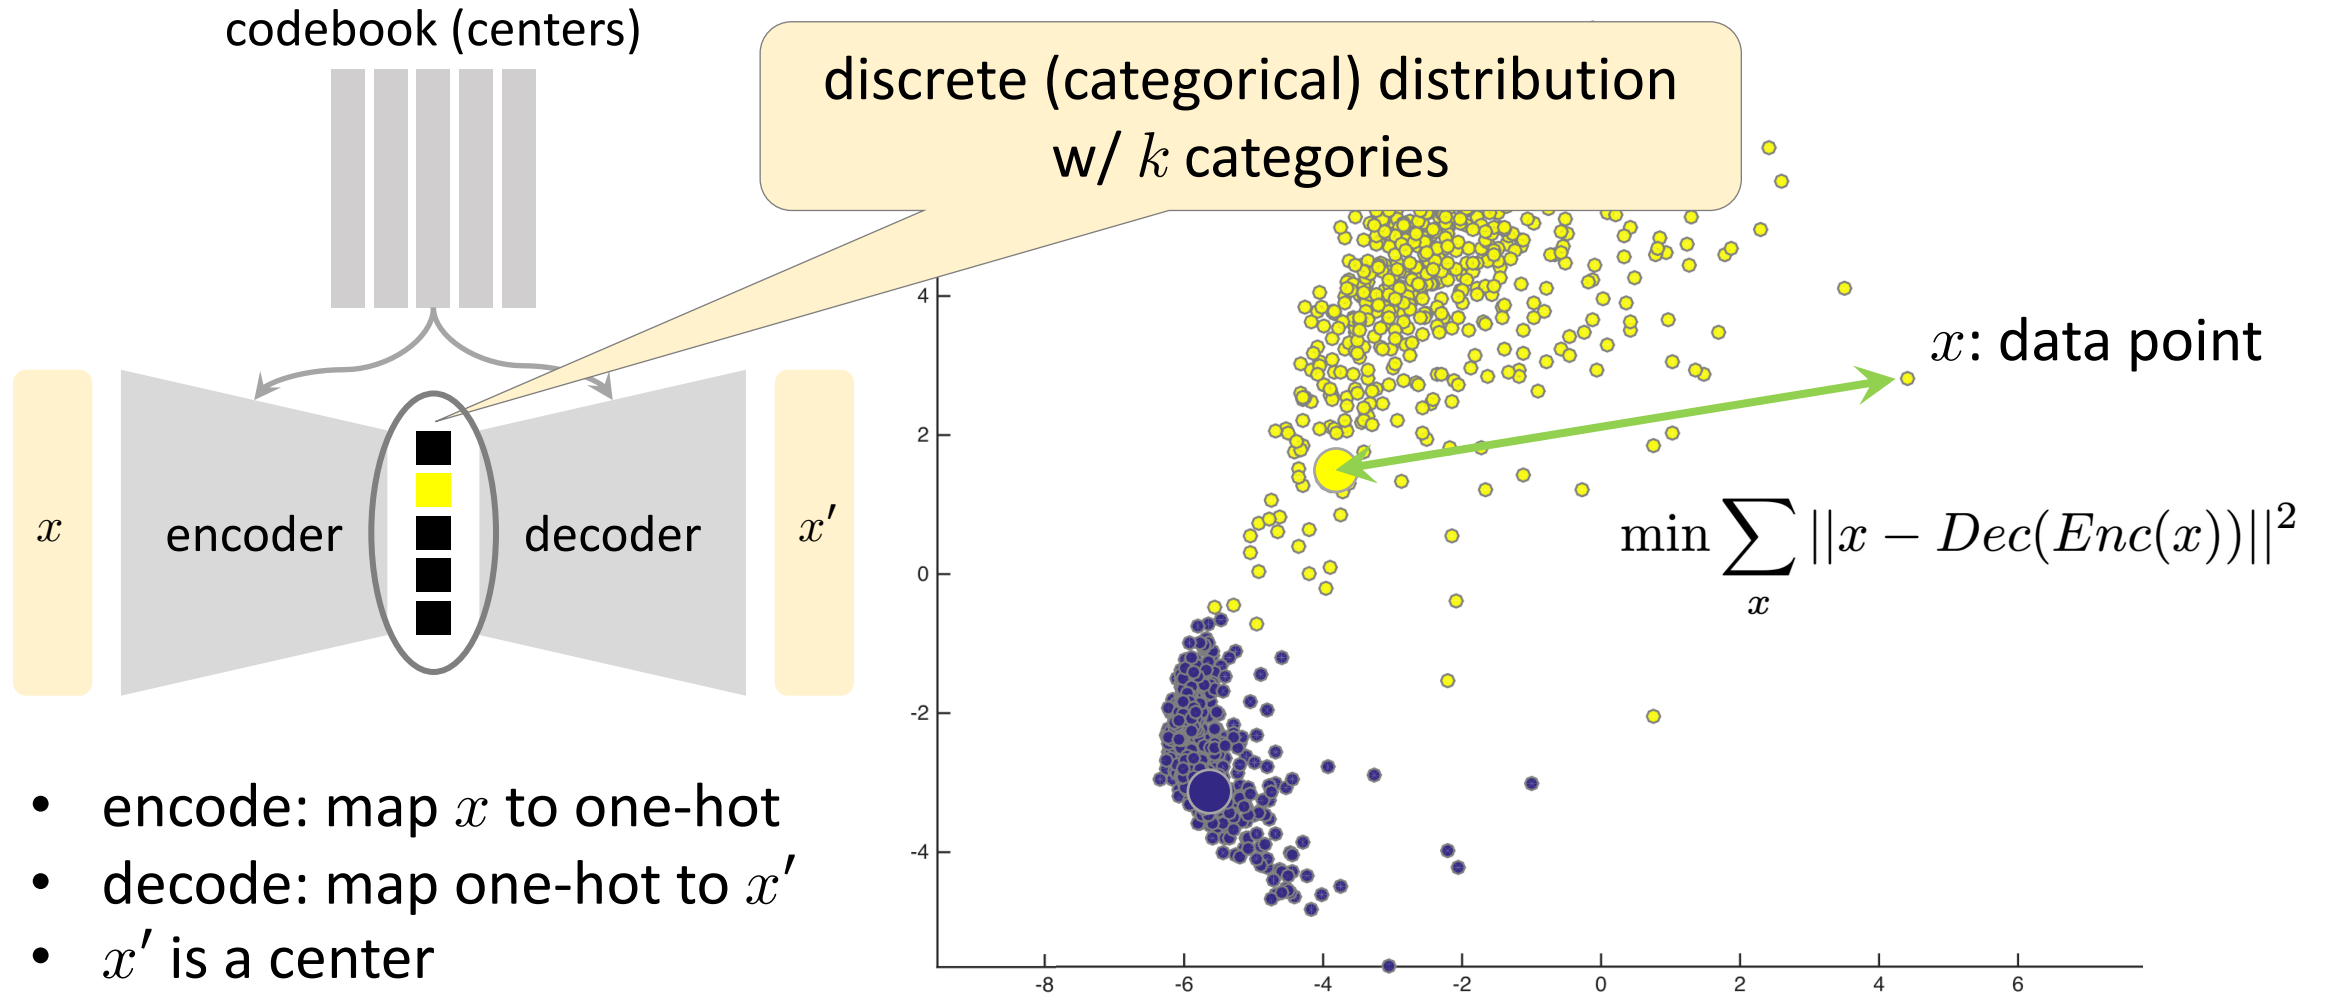 codebook (centers)
discrete (categorical) distribution
w/ k categories
x
encoder
decoder
x′
x: data point
min ∑ₓ ||x − Dec(Enc(x))||²
• encode: map x to one-hot
• decode: map one-hot to x′
• x′ is a center
4
2
0
-2
-4
-8 -6 -4 -2 0 2 4 6